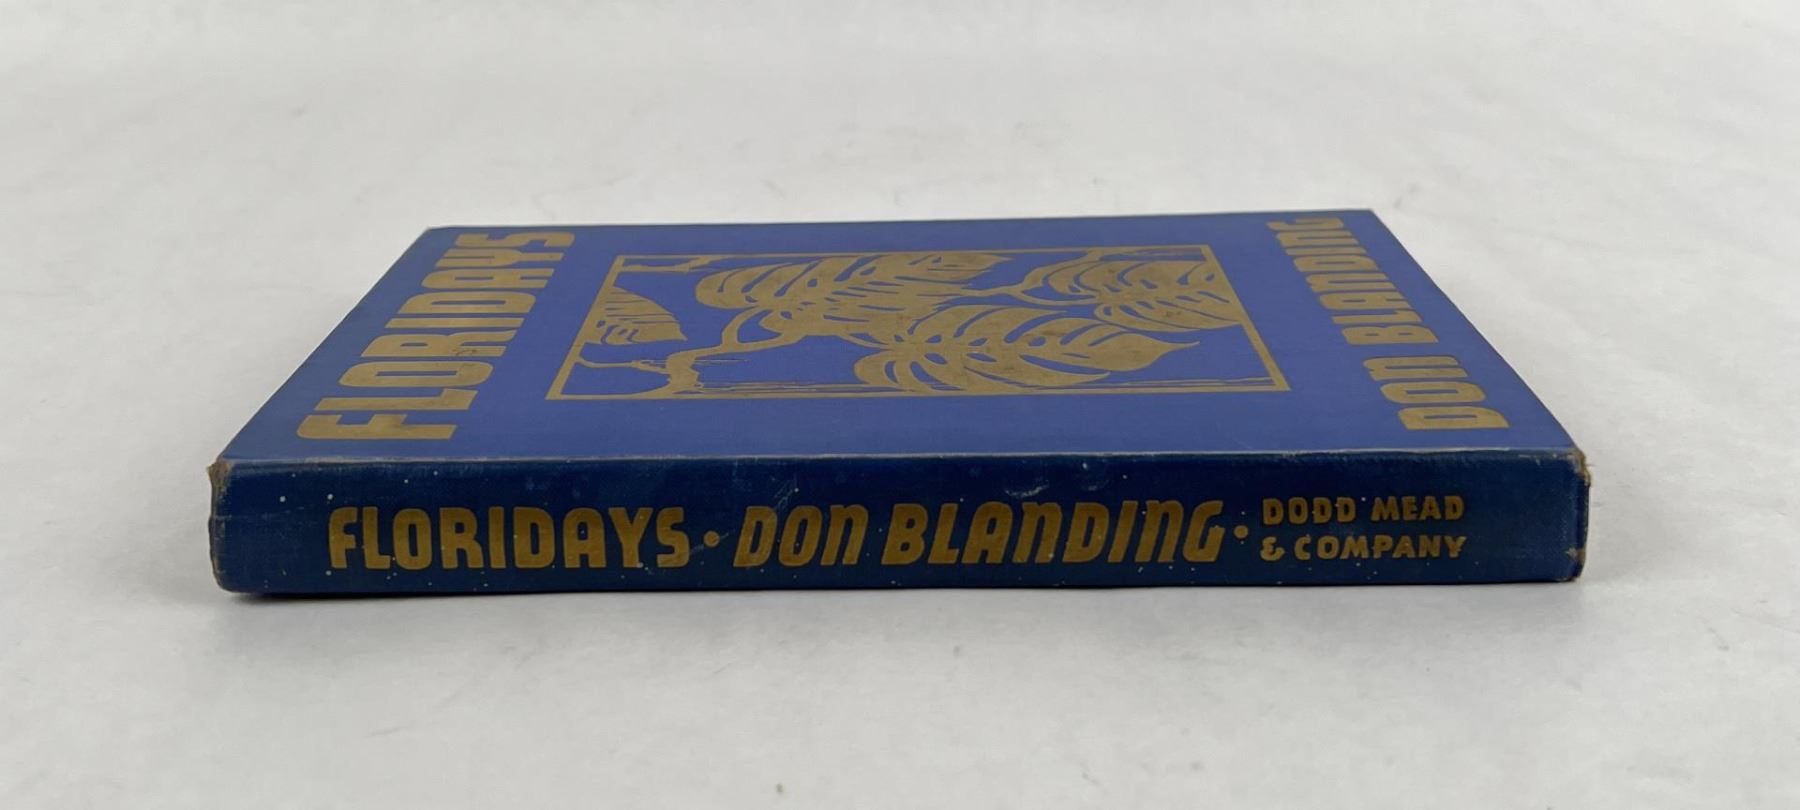 FLORIDAYS
DON BLANDING
FLORIDAYS • DON BLANDING •
DODD MEAD
& COMPANY